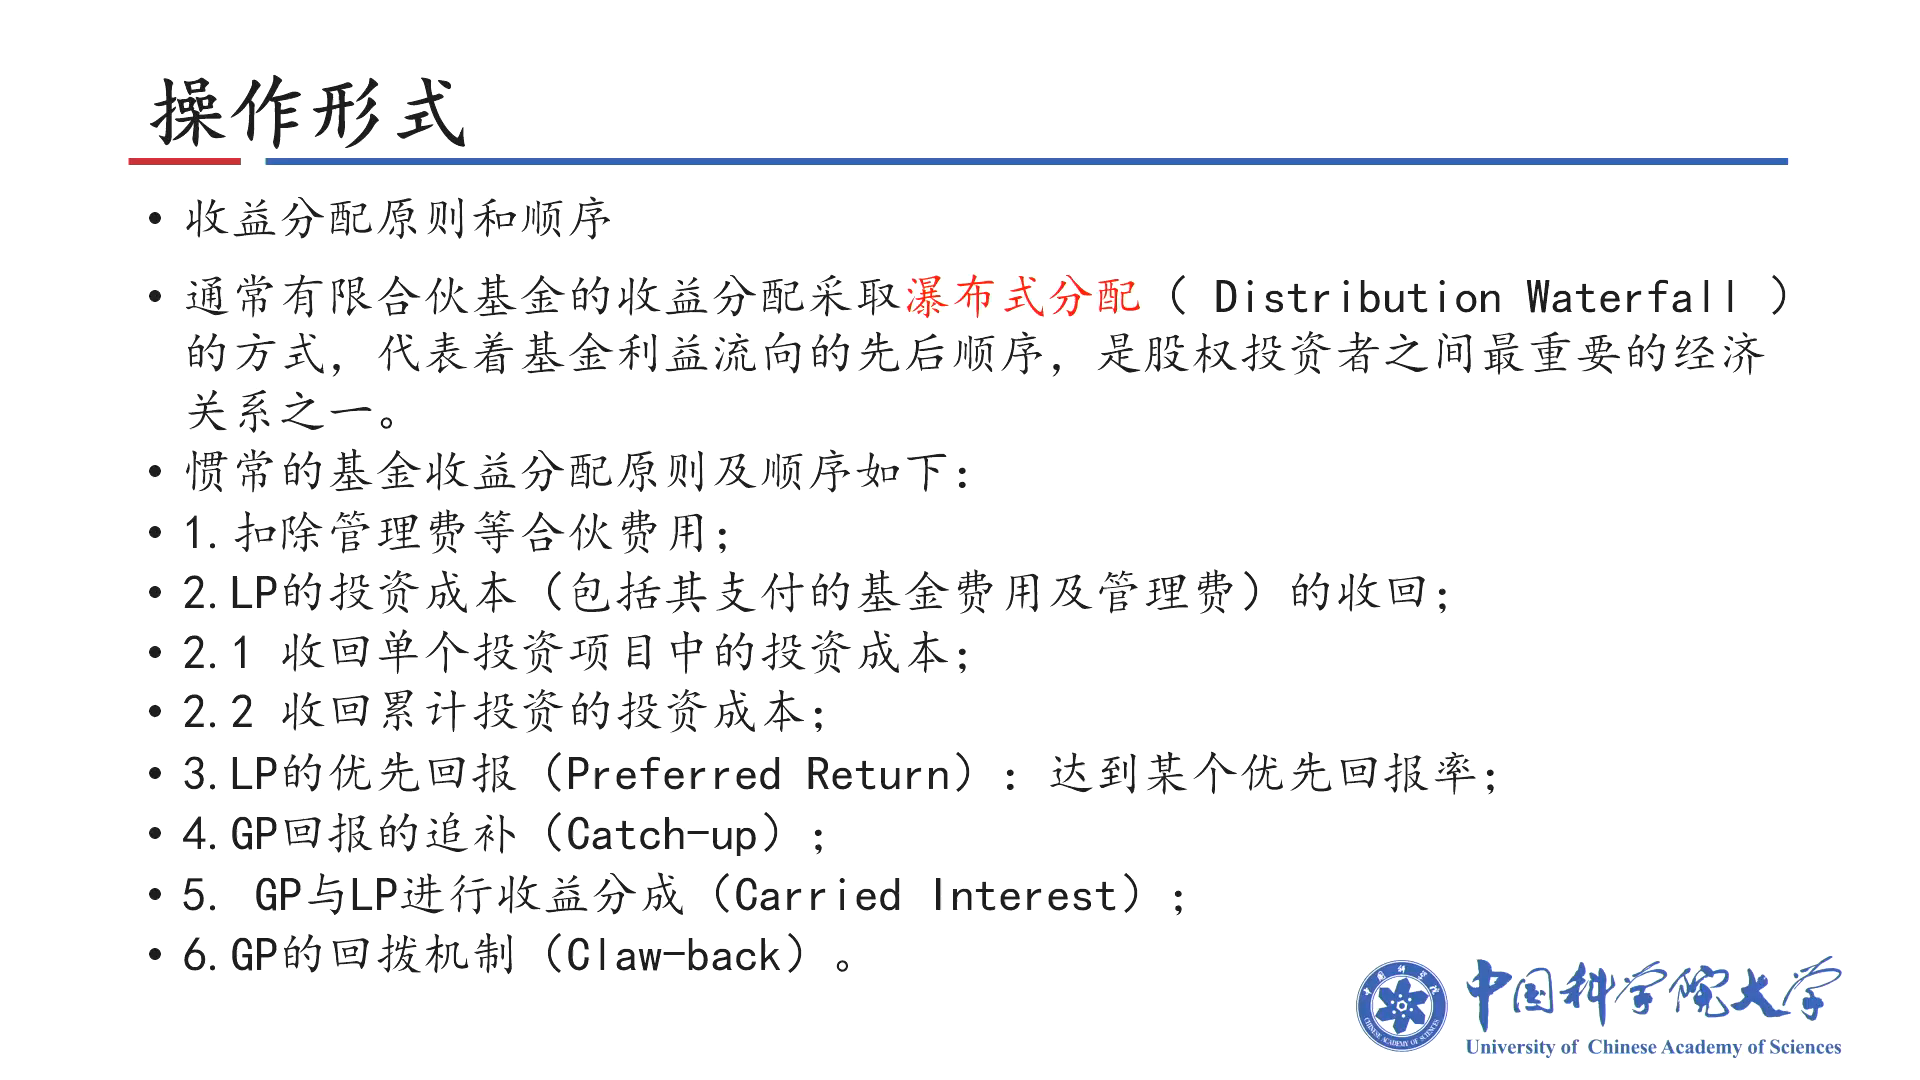 操作形式
• 收益分配原则和顺序
• 通常有限合伙基金的收益分配采取瀑布式分配（ Distribution Waterfall ）
的方式，代表着基金利益流向的先后顺序，是股权投资者之间最重要的经济
关系之一。
• 惯常的基金收益分配原则及顺序如下：
• 1.扣除管理费等合伙费用；
• 2.LP的投资成本（包括其支付的基金费用及管理费）的收回；
• 2.1 收回单个投资项目中的投资成本；
• 2.2 收回累计投资的投资成本；
• 3.LP的优先回报（Preferred Return）：达到某个优先回报率；
• 4.GP回报的追补（Catch-up）；
• 5. GP与LP进行收益分成（Carried Interest）；
• 6.GP的回拨机制（Claw-back）。
中国科学院
CHINESE ACADEMY OF SCIENCES
中国科学院大学
University of Chinese Academy of Sciences